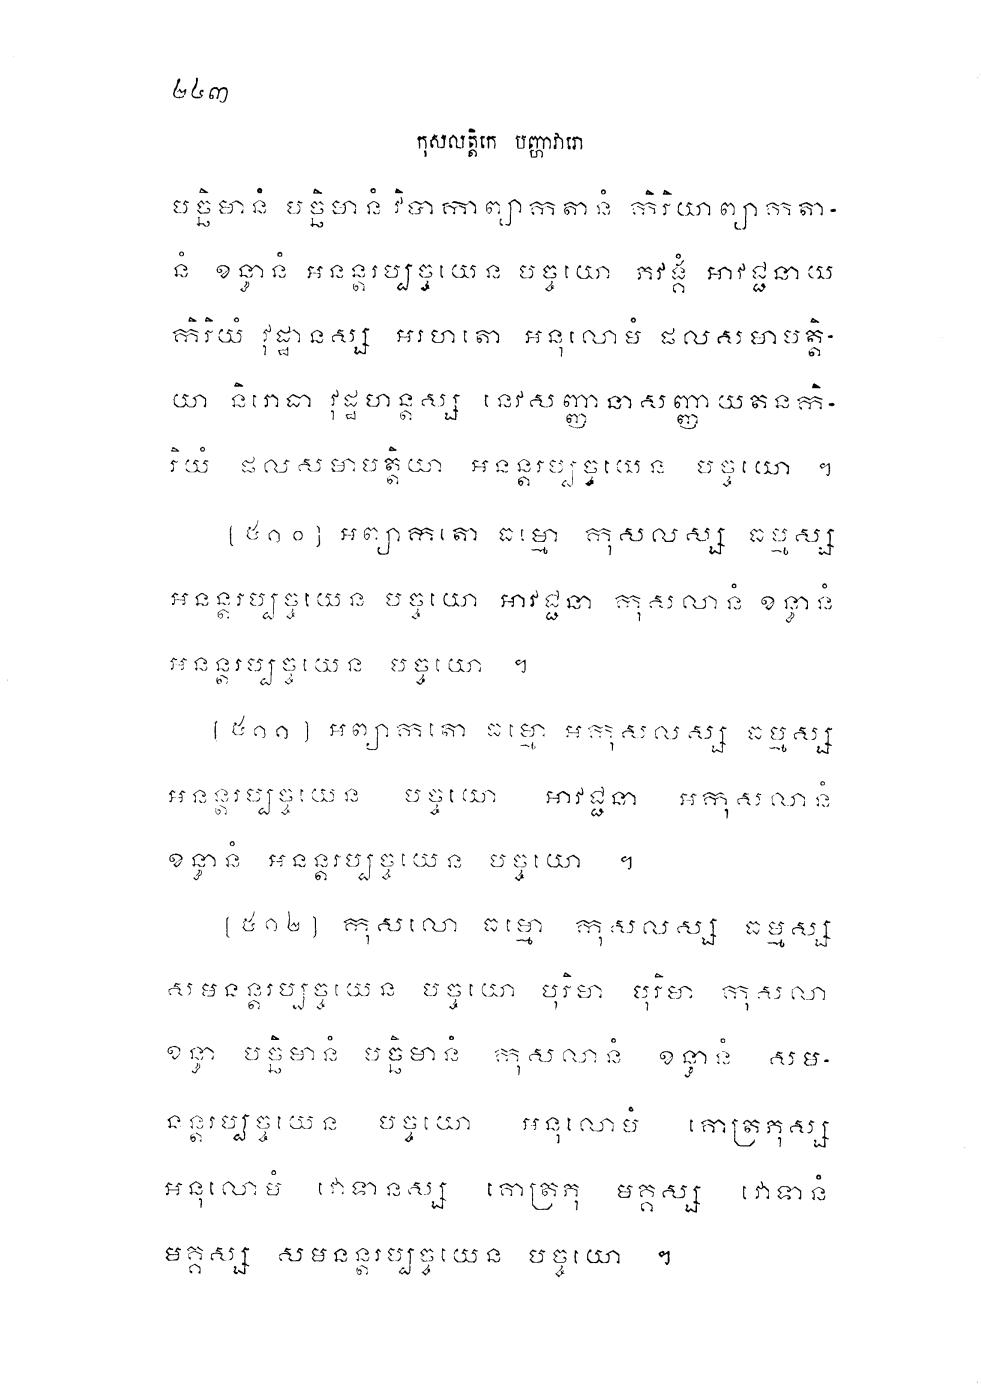 ២៤៣
កុសលត្តិកេ បញ្ហាវារោ
បច្ឆិមានំ បច្ឆិមានំ វិបាកាព្យាកតានំ កិរិយាព្យាកតា-
នំ ខន្ធានំ អនន្តរប្បច្ចយេន បច្ចយោ ភវង្គំ អាវជ្ជនាយ
កិរិយំ វុដ្ឋានស្ស អរហតោ អនុលោមំ ផលសមាបត្តិ-
យា និរោធា វុដ្ឋហន្តស្ស នេវសញ្ញានាសញ្ញាយតនកិ-
រិយំ ផលសមាបត្តិយា អនន្តរប្បច្ចយេន បច្ចយោ ។
[៥១០] អព្យាកតោ ធម្មោ កុសលស្ស ធម្មស្ស
អនន្តរប្បច្ចយេន បច្ចយោ អាវជ្ជនា កុសលានំ ខន្ធានំ
អនន្តរប្បច្ចយេន បច្ចយោ ។
[៥១១] អព្យាកតោ ធម្មោ អកុសលស្ស ធម្មស្ស
អនន្តរប្បច្ចយេន បច្ចយោ អាវជ្ជនា អកុសលានំ
ខន្ធានំ អនន្តរប្បច្ចយេន បច្ចយោ ។
[៥១២] កុសលោ ធម្មោ កុសលស្ស ធម្មស្ស
សមនន្តរប្បច្ចយេន បច្ចយោ បុរិមា បុរិមា កុសលា
ខន្ធា បច្ឆិមានំ បច្ឆិមានំ កុសលានំ ខន្ធានំ សម-
នន្តរប្បច្ចយេន បច្ចយោ អនុលោមំ គោត្រភុស្ស
អនុលោមំ វោទានស្ស គោត្រភុ មគ្គស្ស វោទានំ
មគ្គស្ស សមនន្តរប្បច្ចយេន បច្ចយោ ។